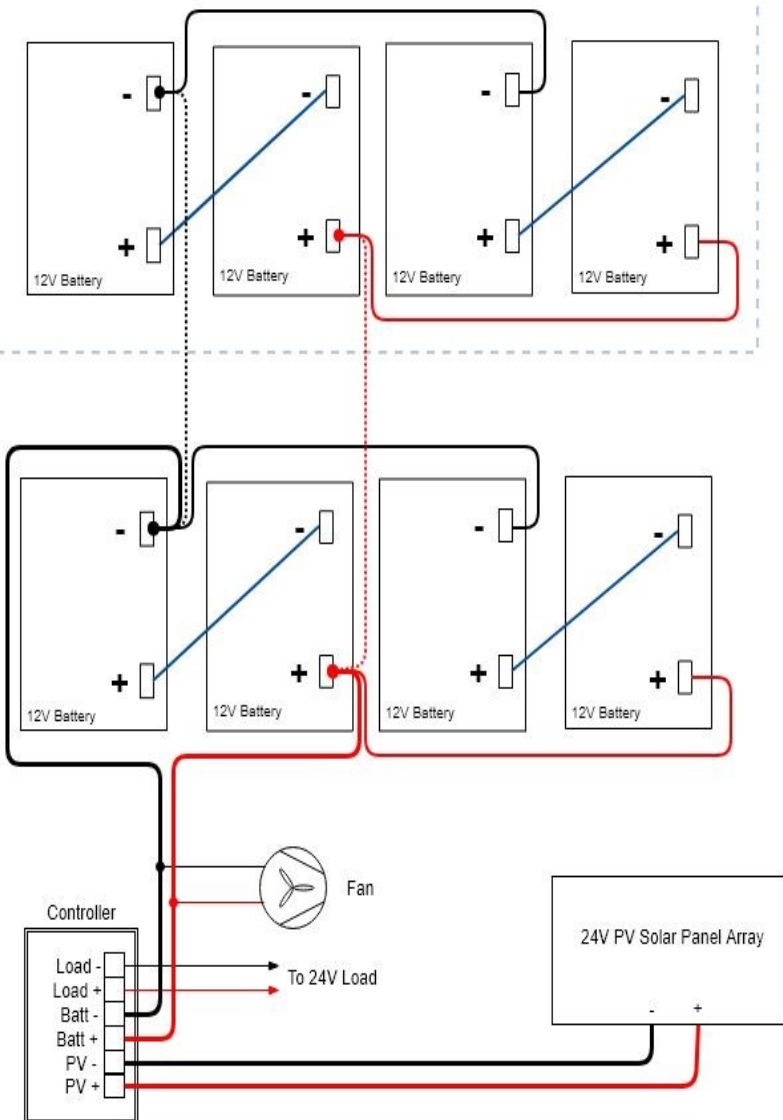 - - - -
+ + + +
12V Battery 12V Battery 12V Battery 12V Battery
- - - -
+ + + +
12V Battery 12V Battery 12V Battery 12V Battery
Fan
Controller
24V PV Solar Panel Array
Load -
To 24V Load
Load +
Batt -
- +
Batt +
PV -
PV +